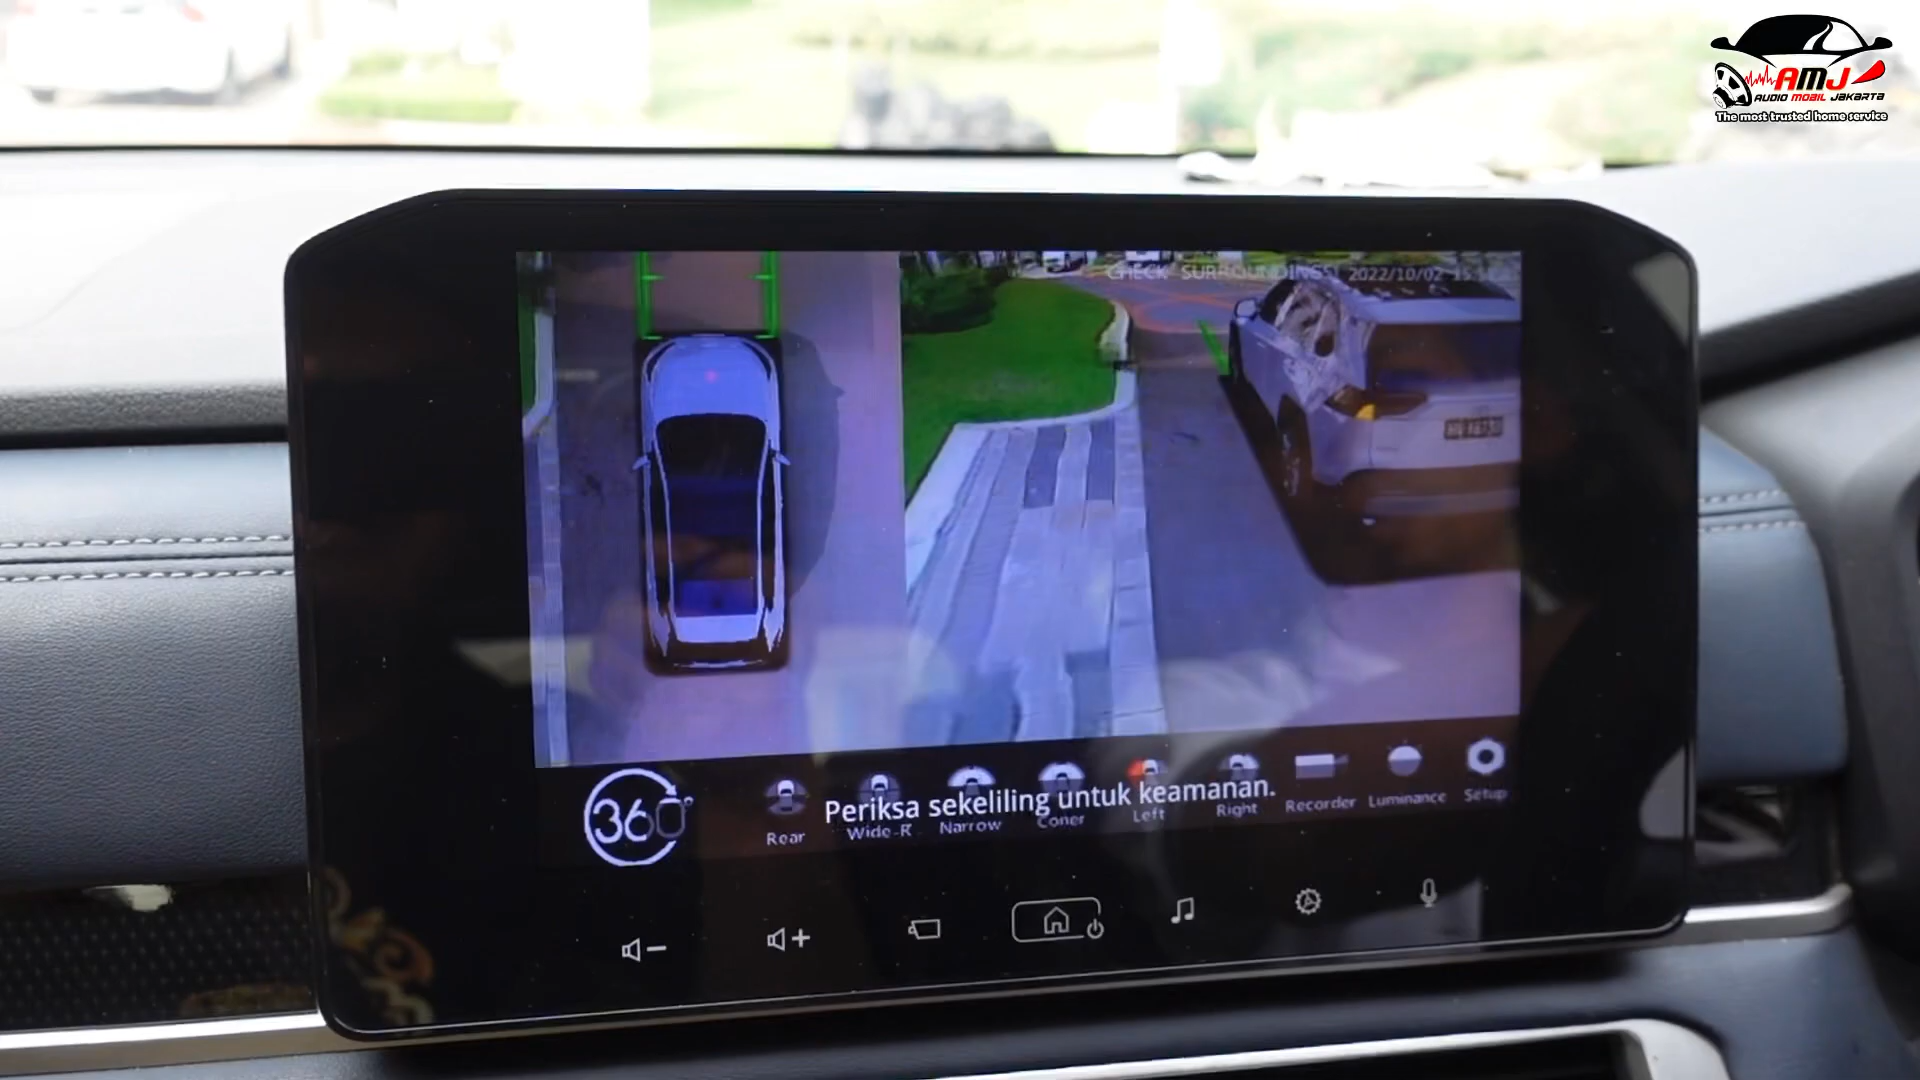 AMJ
AUDIO MOBIL JAKARTA
The most trusted home service
CHECK SURROUNDINGS! 2022/10/02
360°
Periksa sekeliling untuk keamanan.
Rear Wide-R Narrow Coner Left Right Recorder Luminance Setup